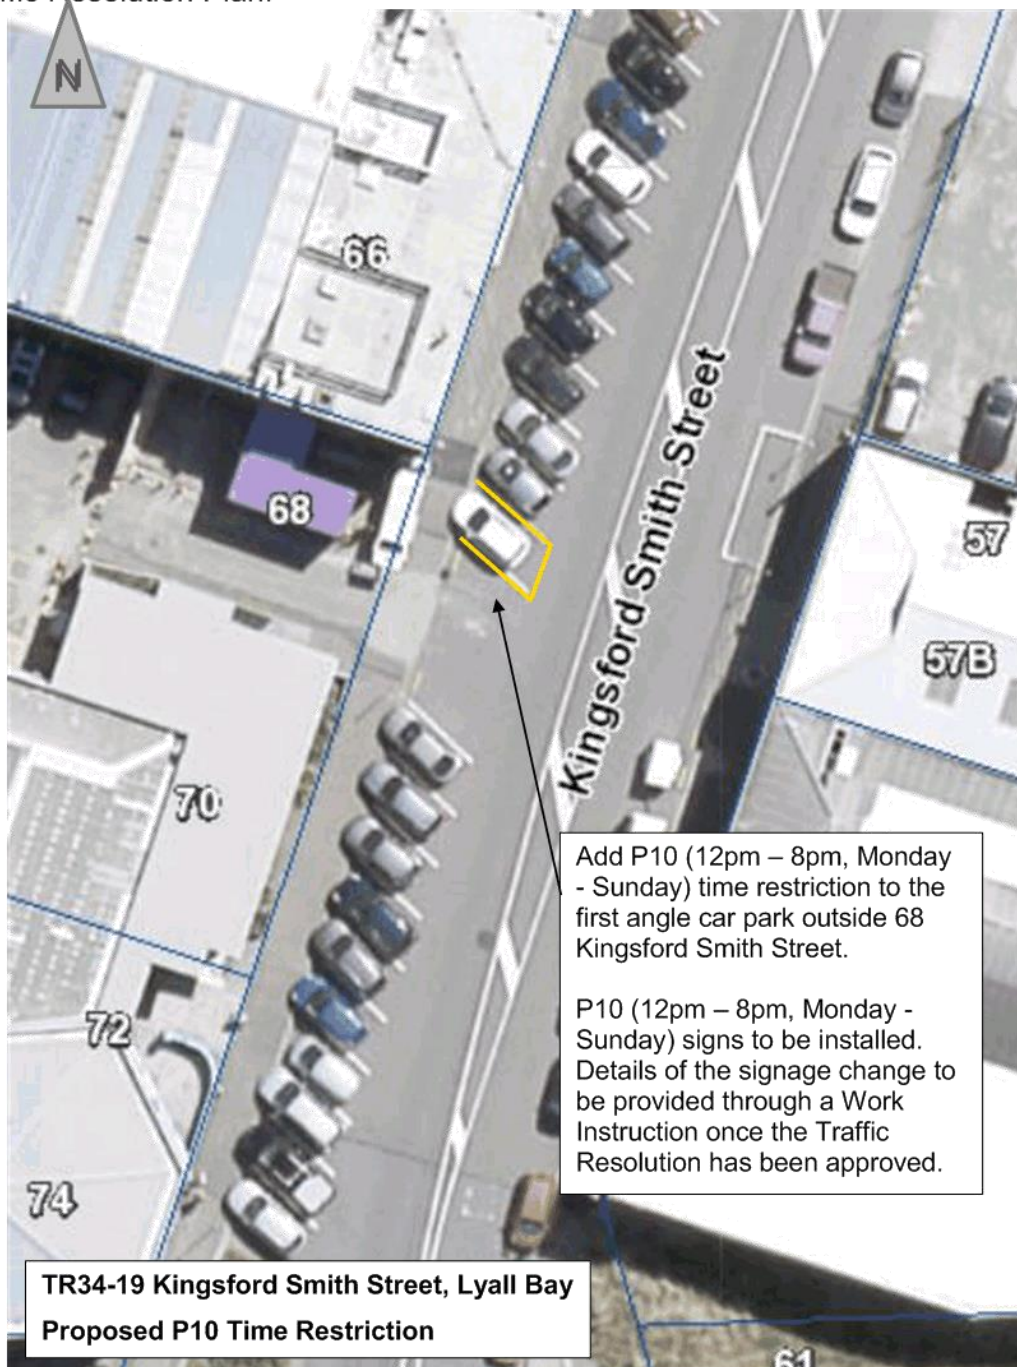 N
66
68
Kingsford Smith Street
57
57B
70
Add P10 (12pm – 8pm, Monday
- Sunday) time restriction to the
first angle car park outside 68
Kingsford Smith Street.
P10 (12pm – 8pm, Monday -
Sunday) signs to be installed.
Details of the signage change to
be provided through a Work
Instruction once the Traffic
Resolution has been approved.
72
74
TR34-19 Kingsford Smith Street, Lyall Bay
Proposed P10 Time Restriction
61